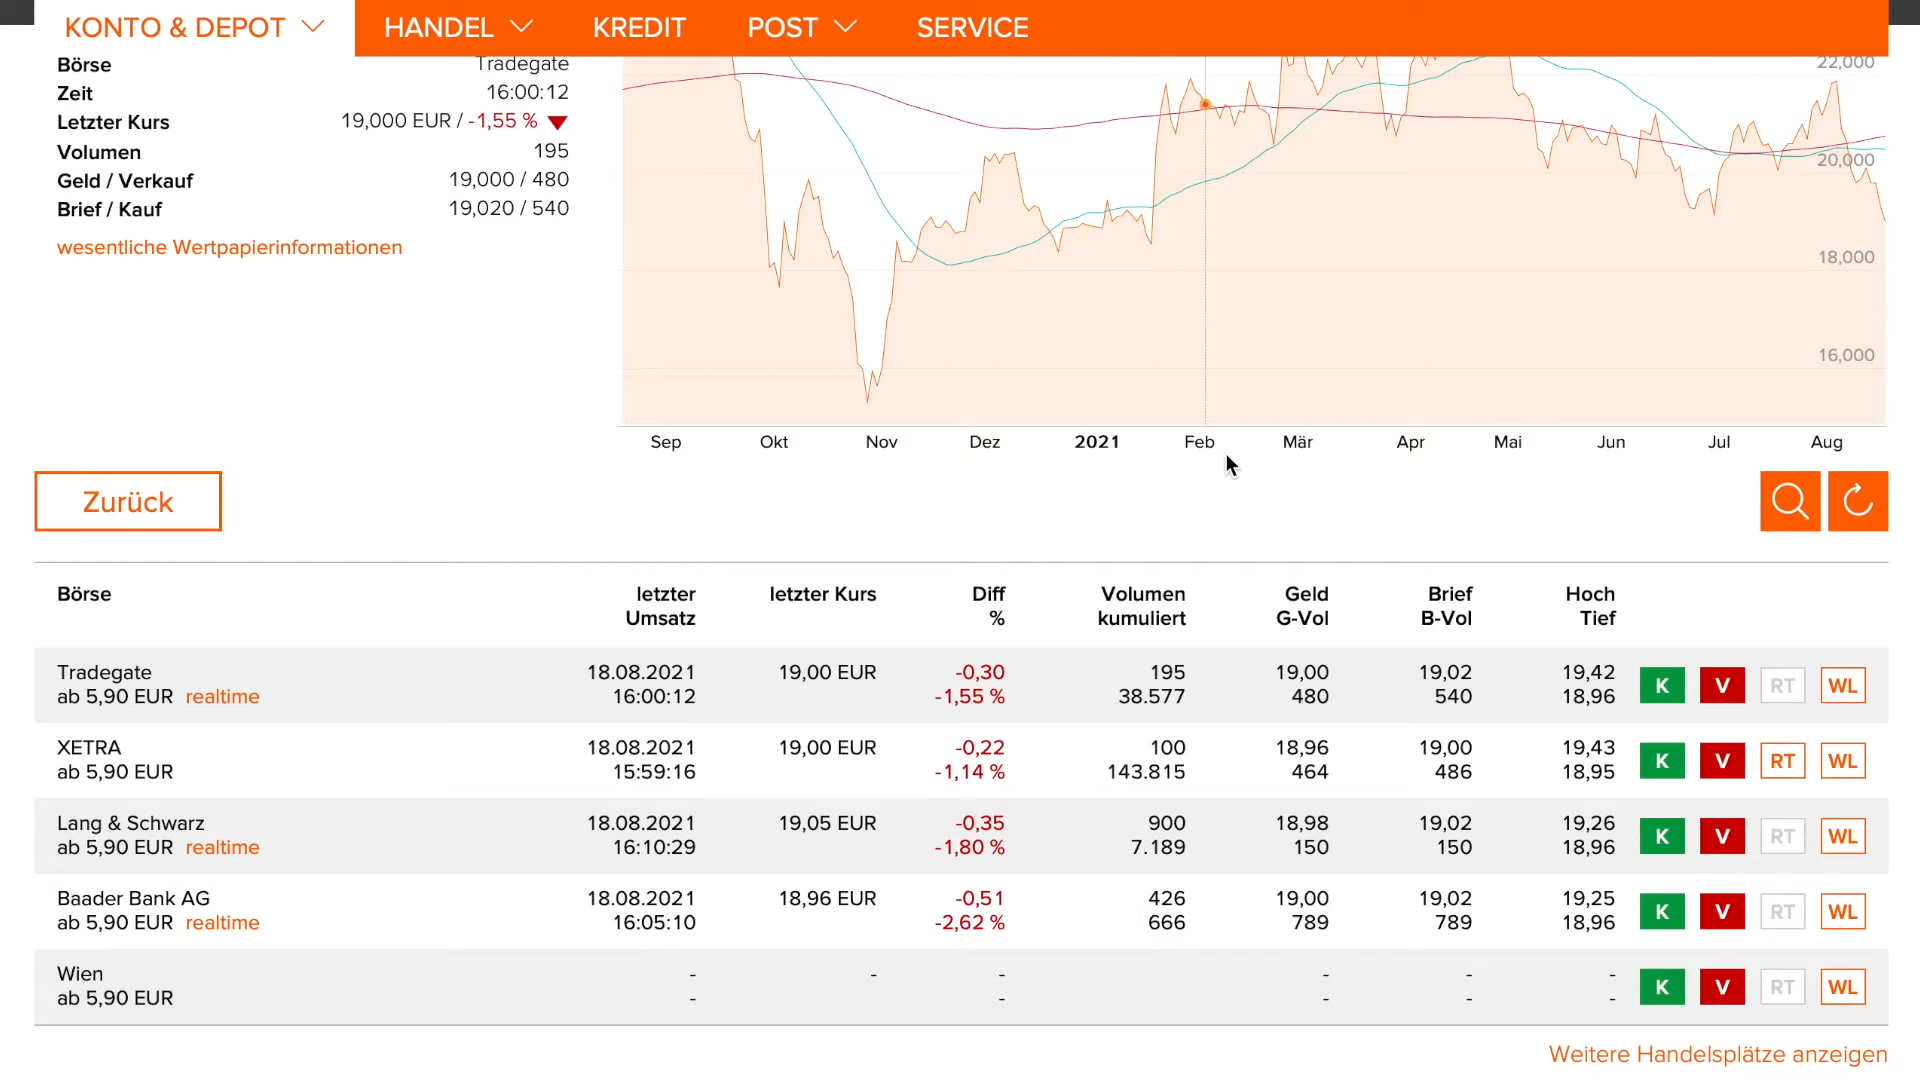 KONTO & DEPOT HANDEL KREDIT POST SERVICE
Börse Tradegate
Zeit 16:00:12
Letzter Kurs 19,000 EUR / -1,55 %
Volumen 195
Geld / Verkauf 19,000 / 480
Brief / Kauf 19,020 / 540
wesentliche Wertpapierinformationen
22,000
20,000
18,000
16,000
Sep Okt Nov Dez 2021 Feb Mär Apr Mai Jun Jul Aug
Zurück
Börse letzter letzter Kurs Diff Volumen Geld Brief Hoch
Umsatz % kumuliert G-Vol B-Vol Tief
Tradegate 18.08.2021 19,00 EUR -0,30 195 19,00 19,02 19,42 K V RT WL
ab 5,90 EUR realtime 16:00:12 -1,55 % 38.577 480 540 18,96
XETRA 18.08.2021 19,00 EUR -0,22 100 18,96 19,00 19,43 K V RT WL
ab 5,90 EUR 15:59:16 -1,14 % 143.815 464 486 18,95
Lang & Schwarz 18.08.2021 19,05 EUR -0,35 900 18,98 19,02 19,26 K V RT WL
ab 5,90 EUR realtime 16:10:29 -1,80 % 7.189 150 150 18,96
Baader Bank AG 18.08.2021 18,96 EUR -0,51 426 19,00 19,02 19,25 K V RT WL
ab 5,90 EUR realtime 16:05:10 -2,62 % 666 789 789 18,96
Wien - - - - - - K V RT WL
ab 5,90 EUR - - - - -
Weitere Handelsplätze anzeigen